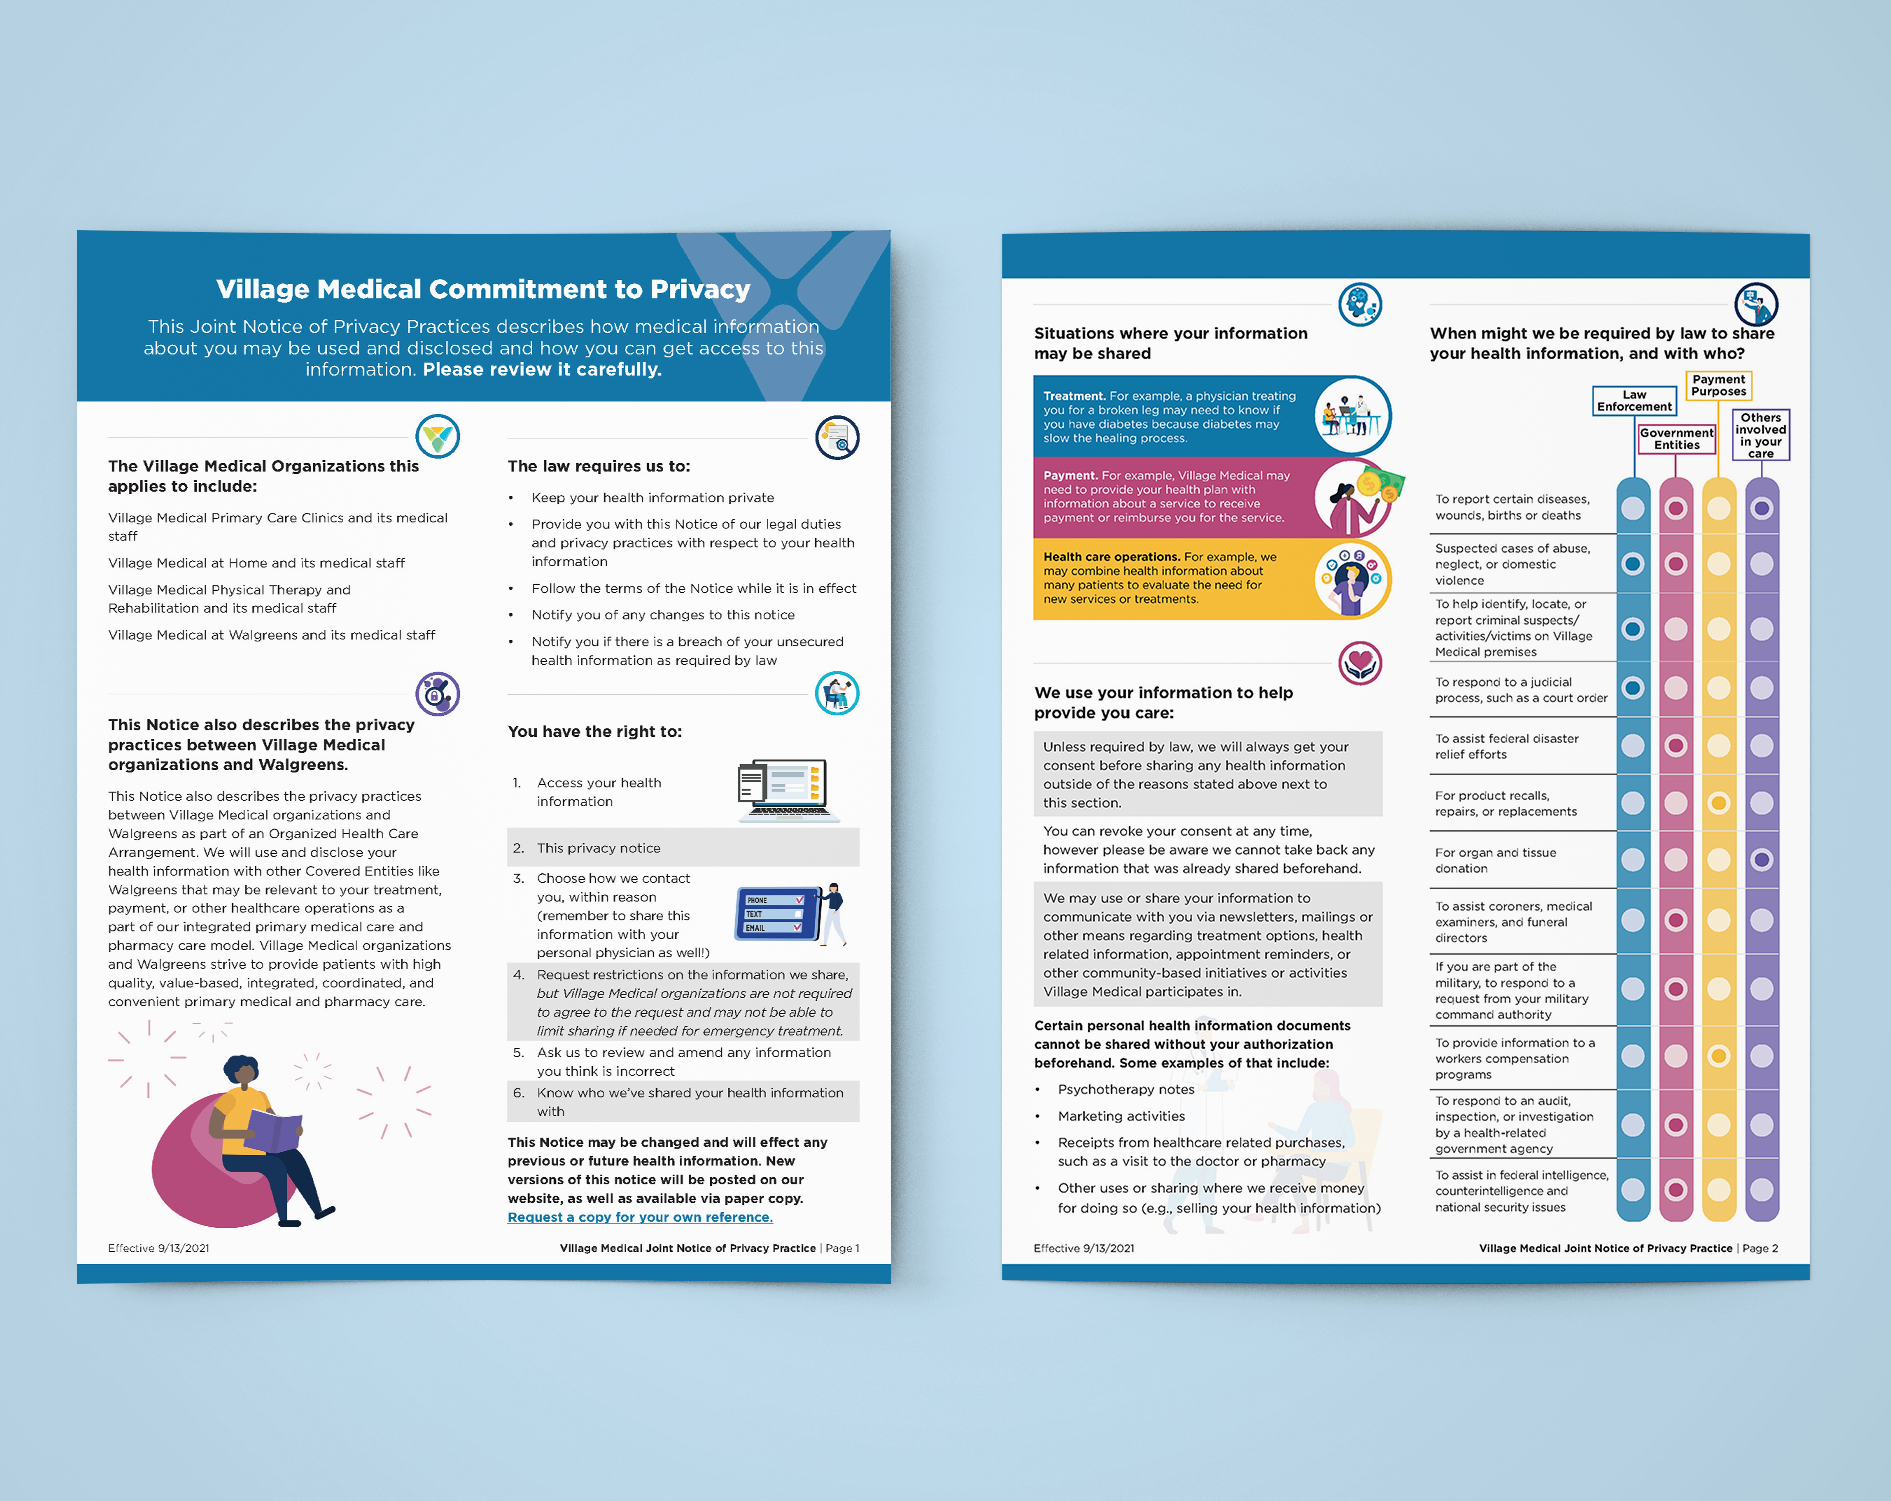 Village Medical Commitment to Privacy
This Joint Notice of Privacy Practices describes how medical information
about you may be used and disclosed and how you can get access to this
information. Please review it carefully.
The Village Medical Organizations this
applies to include:
Village Medical Primary Care Clinics and its medical
staff
Village Medical at Home and its medical staff
Village Medical Physical Therapy and
Rehabilitation and its medical staff
Village Medical at Walgreens and its medical staff
This Notice also describes the privacy
practices between Village Medical
organizations and Walgreens.
This Notice also describes the privacy practices
between Village Medical organizations and
Walgreens as part of an Organized Health Care
Arrangement. We will use and disclose your
health information with other Covered Entities like
Walgreens that may be relevant to your treatment,
payment, or other healthcare operations as a
part of our integrated primary medical care and
pharmacy care model. Village Medical organizations
and Walgreens strive to provide patients with high
quality, value-based, integrated, coordinated, and
convenient primary medical and pharmacy care.
The law requires us to:
• Keep your health information private
• Provide you with this Notice of our legal duties
and privacy practices with respect to your health
information
• Follow the terms of the Notice while it is in effect
• Notify you of any changes to this notice
• Notify you if there is a breach of your unsecured
health information as required by law
You have the right to:
1. Access your health
information
2. This privacy notice
3. Choose how we contact
you, within reason
(remember to share this
information with your
personal physician as well!)
PHONE
TEXT
EMAIL
4. Request restrictions on the information we share,
but Village Medical organizations are not required
to agree to the request and may not be able to
limit sharing if needed for emergency treatment.
5. Ask us to review and amend any information
you think is incorrect
6. Know who we've shared your health information
with
This Notice may be changed and will effect any
previous or future health information. New
versions of this notice will be posted on our
website, as well as available via paper copy.
Request a copy for your own reference.
Effective 9/13/2021
Village Medical Joint Notice of Privacy Practice | Page 1
Situations where your information
may be shared
Treatment. For example, a physician treating
you for a broken leg may need to know if
you have diabetes because diabetes may
slow the healing process.
Payment. For example, Village Medical may
need to provide your health plan with
information about a service to receive
payment or reimburse you for the service.
Health care operations. For example, we
may combine health information about
many patients to evaluate the need for
new services or treatments.
We use your information to help
provide you care:
Unless required by law, we will always get your
consent before sharing any health information
outside of the reasons stated above next to
this section.
You can revoke your consent at any time,
however please be aware we cannot take back any
information that was already shared beforehand.
We may use or share your information to
communicate with you via newsletters, mailings or
other means regarding treatment options, health
related information, appointment reminders, or
other community-based initiatives or activities
Village Medical participates in.
Certain personal health information documents
cannot be shared without your authorization
beforehand. Some examples of that include:
• Psychotherapy notes
• Marketing activities
• Receipts from healthcare related purchases,
such as a visit to the doctor or pharmacy
• Other uses or sharing where we receive money
for doing so (e.g., selling your health information)
When might we be required by law to share
your health information, and with who?
Law
Enforcement
Government
Entities
Payment
Purposes
Others
involved
in your
care
To report certain diseases,
wounds, births or deaths
Suspected cases of abuse,
neglect, or domestic
violence
To help identify, locate, or
report criminal suspects/
activities/victims on Village
Medical premises
To respond to a judicial
process, such as a court order
To assist federal disaster
relief efforts
For product recalls,
repairs, or replacements
For organ and tissue
donation
To assist coroners, medical
examiners, and funeral
directors
If you are part of the
military, to respond to a
request from your military
command authority
To provide information to a
workers compensation
programs
To respond to an audit,
inspection, or investigation
by a health-related
government agency
To assist in federal intelligence,
counterintelligence and
national security issues
Effective 9/13/2021
Village Medical Joint Notice of Privacy Practice | Page 2